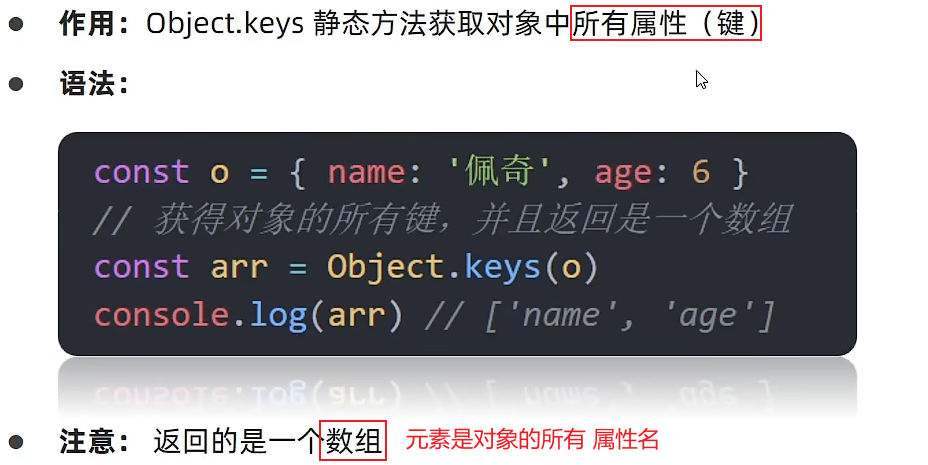 ● 作用：Object.keys 静态方法获取对象中所有属性（键）
● 语法：
const o = { name: '佩奇', age: 6 }
// 获得对象的所有键，并且返回是一个数组
const arr = Object.keys(o)
console.log(arr) // ['name', 'age']
● 注意： 返回的是一个数组 元素是对象的所有 属性名